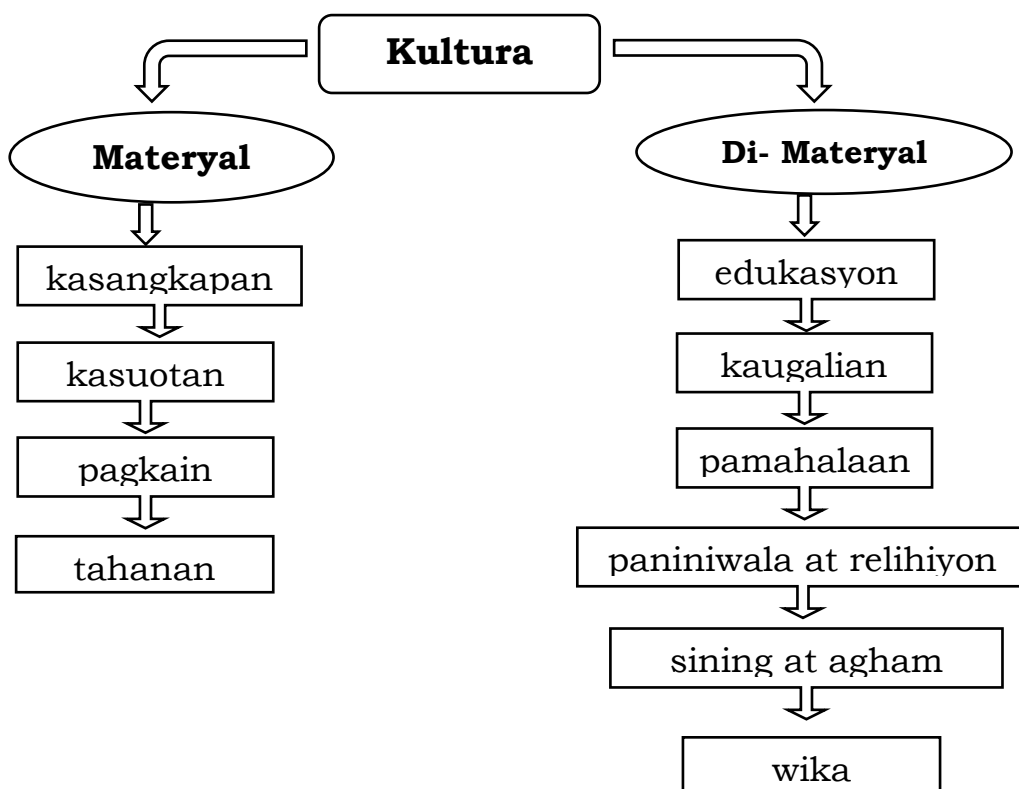 Kultura
Materyal
kasangkapan
kasuotan
pagkain
tahanan
Di- Materyal
edukasyon
kaugalian
pamahalaan
paniniwala at relihiyon
sining at agham
wika